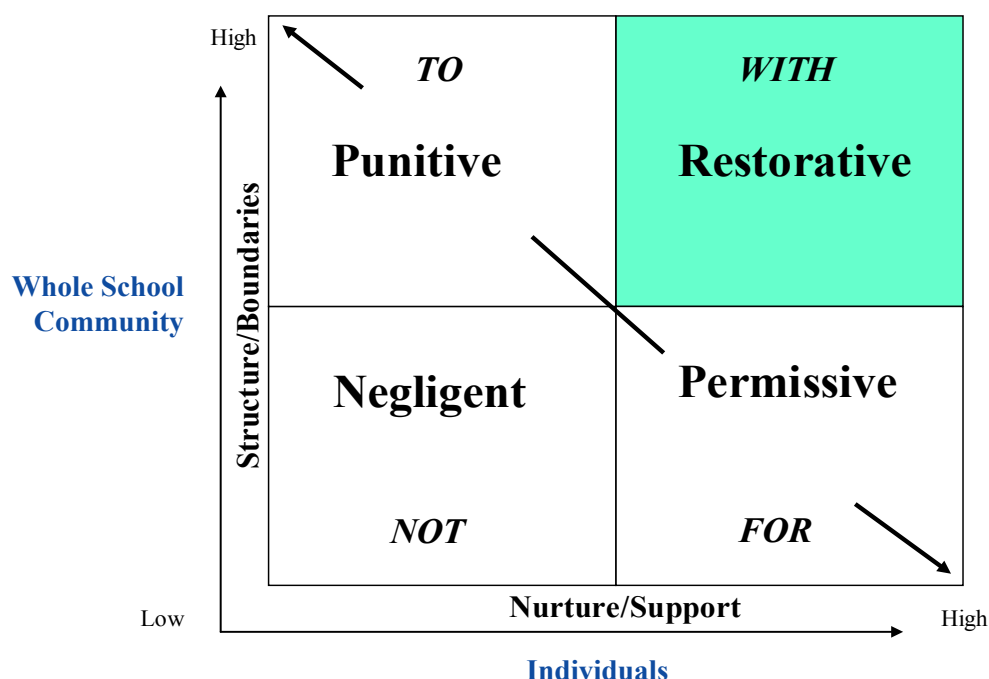 High
TO
WITH
Punitive
Restorative
Whole School
Community
Structure/Boundaries
Negligent
Permissive
NOT
FOR
Low
Nurture/Support
High
Individuals